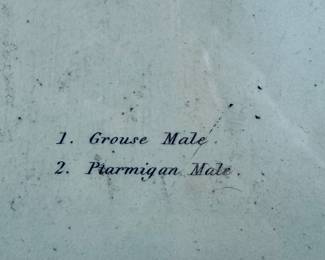 1. Grouse Male.
2. Ptarmigan Male.